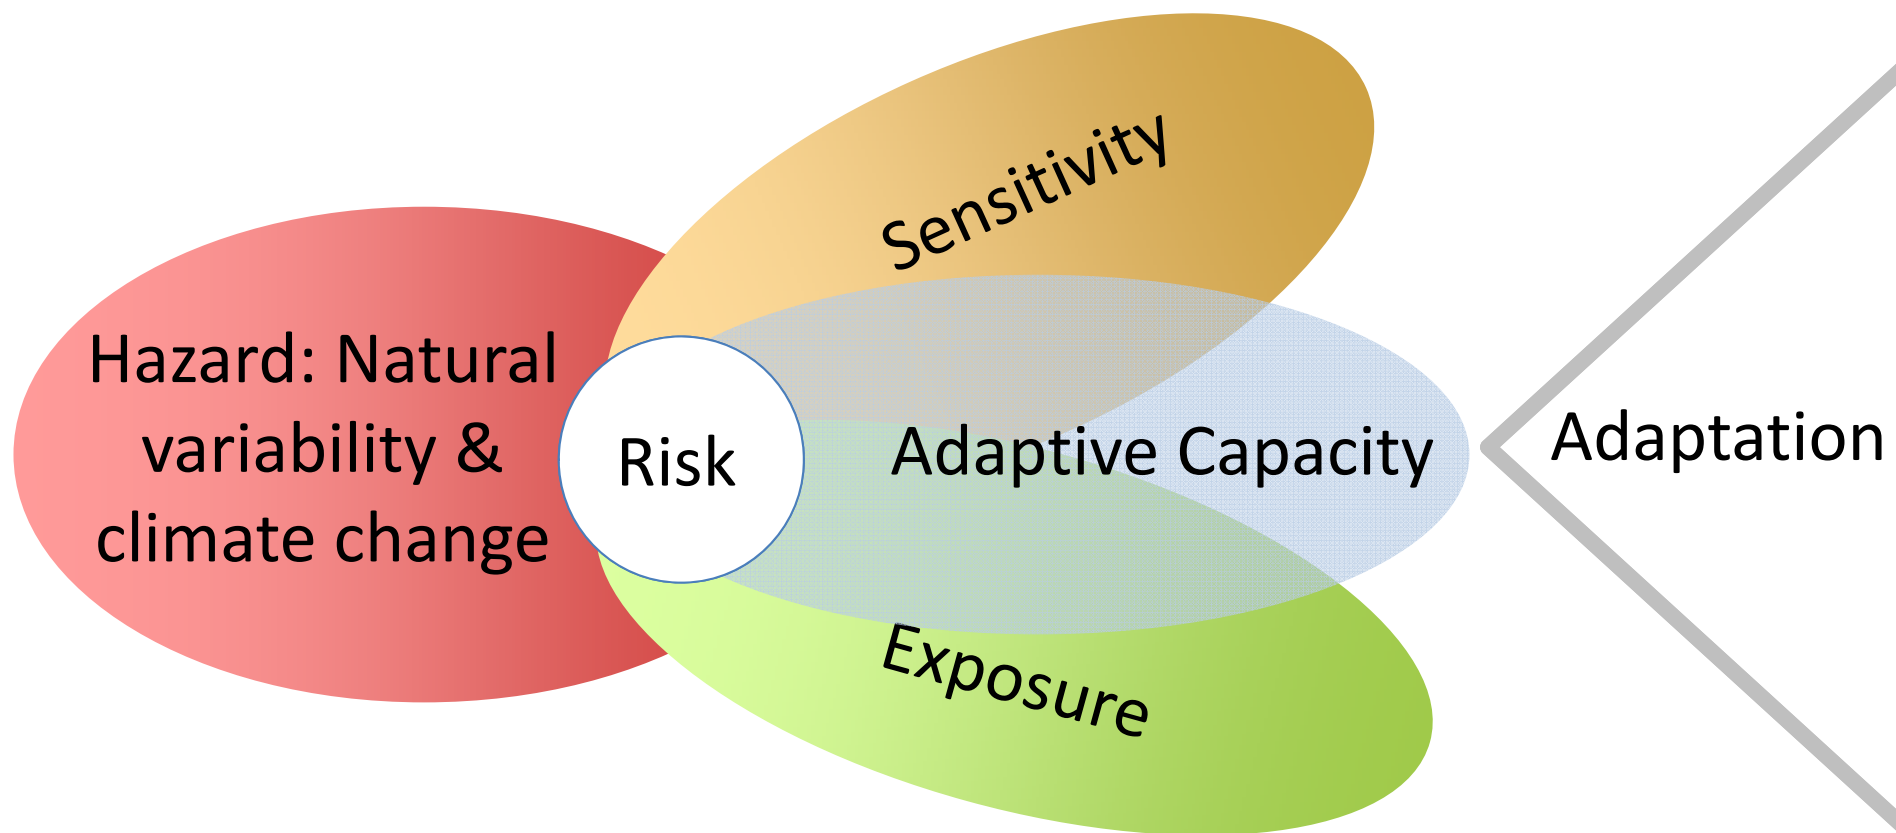 Hazard: Natural
variability &
climate change
Risk
Sensitivity
Adaptive Capacity
Exposure
Adaptation